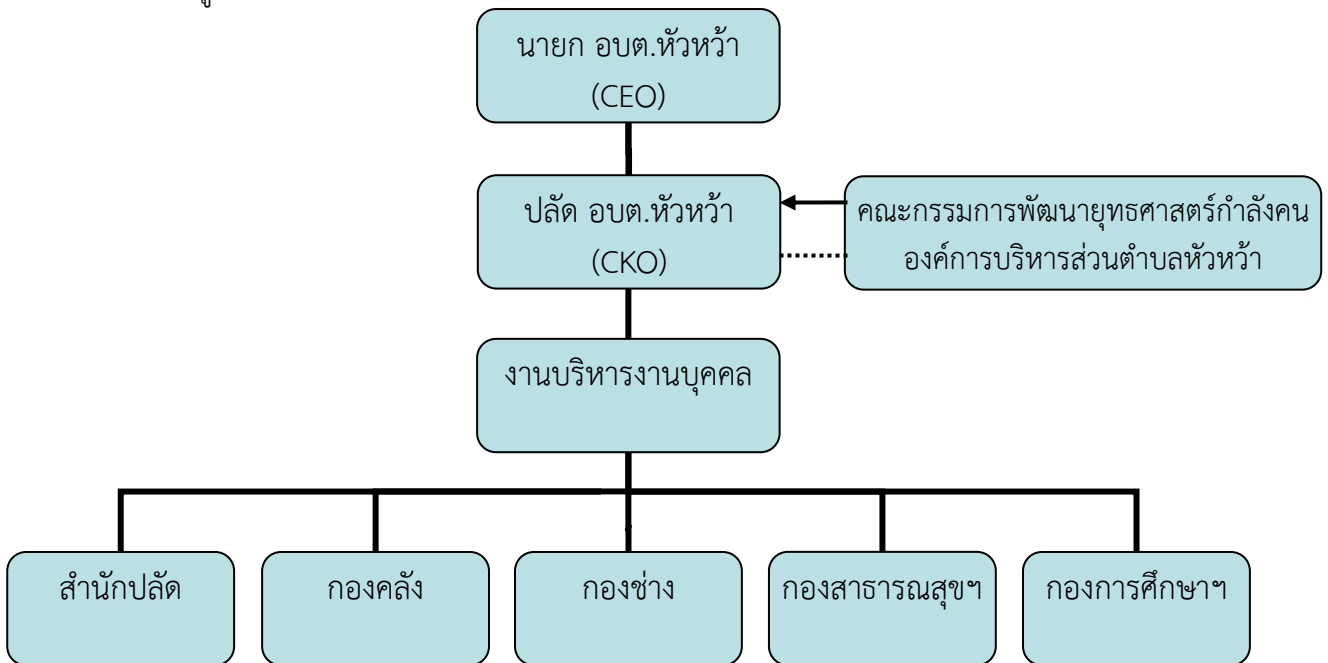 นายก อบต.หัวหว้า
(CEO)
ปลัด อบต.หัวหว้า
(CKO)
คณะกรรมการพัฒนายุทธศาสตร์กำลังคน
องค์การบริหารส่วนตำบลหัวหว้า
งานบริหารงานบุคคล
สำนักปลัด
กองคลัง
กองช่าง
กองสาธารณสุขฯ
กองการศึกษาฯ